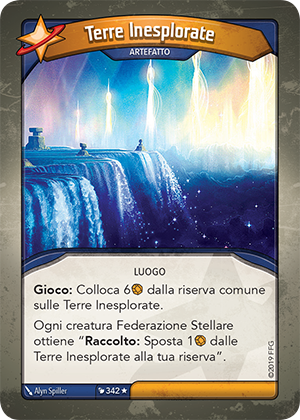 Terre Inesplorate
ARTEFATTO
LUOGO
Gioco: Colloca 6 dalla riserva comune
sulle Terre Inesplorate.
Ogni creatura Federazione Stellare
ottiene “Raccolto: Sposta 1 dalle
Terre Inesplorate alla tua riserva”.
Alyn Spiller
342
©2019 FFG